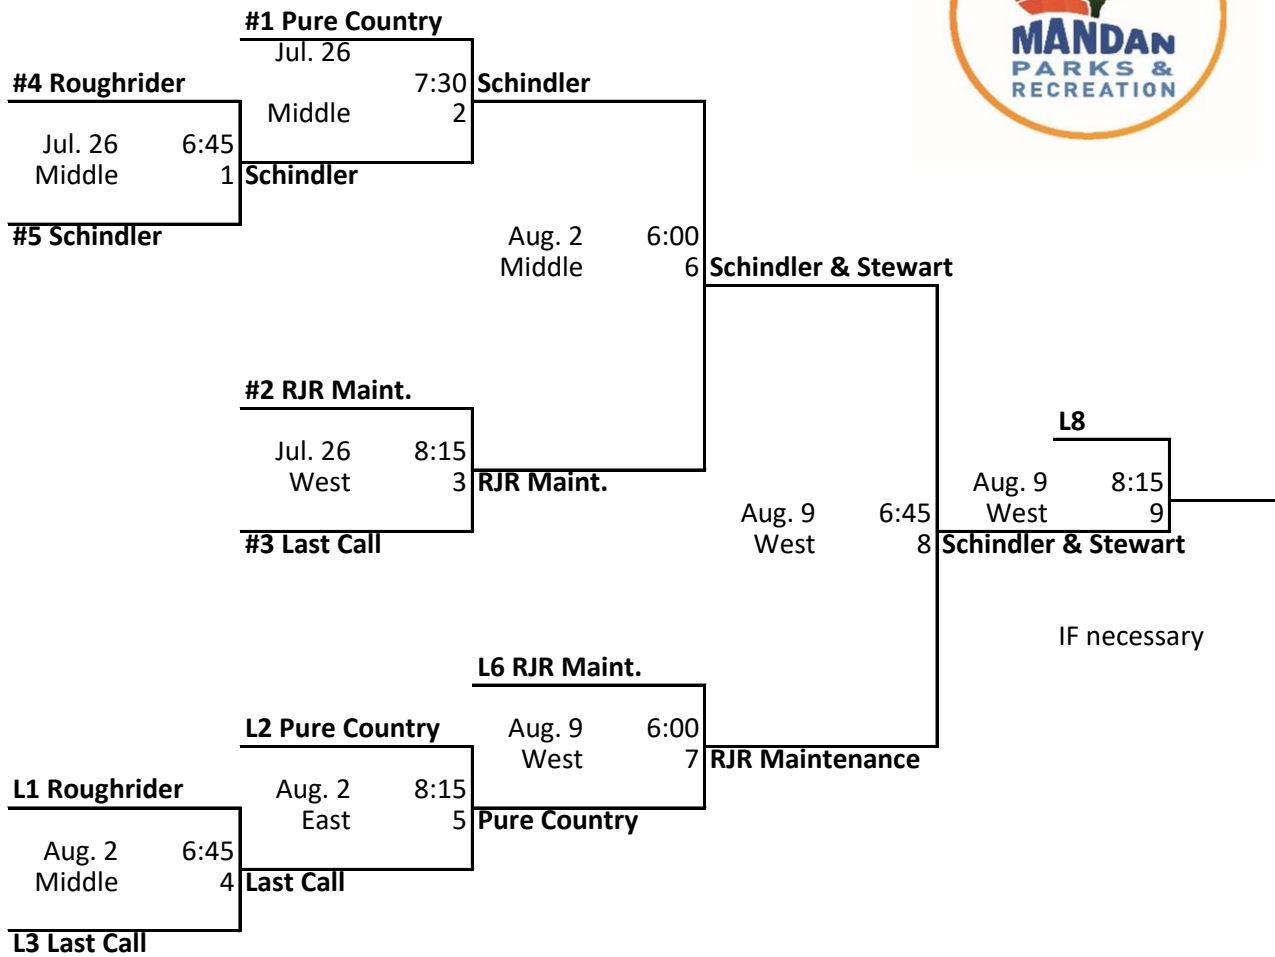 #1 Pure Country
Jul. 26
MANDAN
PARKS &
RECREATION
#4 Roughrider
7:30 Schindler
Middle 2
Jul. 26 6:45
Middle 1 Schindler
#5 Schindler
Aug. 2 6:00
Middle 6 Schindler & Stewart
#2 RJR Maint.
L8
Jul. 26 8:15
West 3 RJR Maint.
Aug. 9 8:15
West 9
Aug. 9 6:45
West 8 Schindler & Stewart
#3 Last Call
IF necessary
L6 RJR Maint.
L2 Pure Country
Aug. 9 6:00
West 7 RJR Maintenance
L1 Roughrider
Aug. 2 8:15
East 5 Pure Country
Aug. 2 6:45
Middle 4 Last Call
L3 Last Call